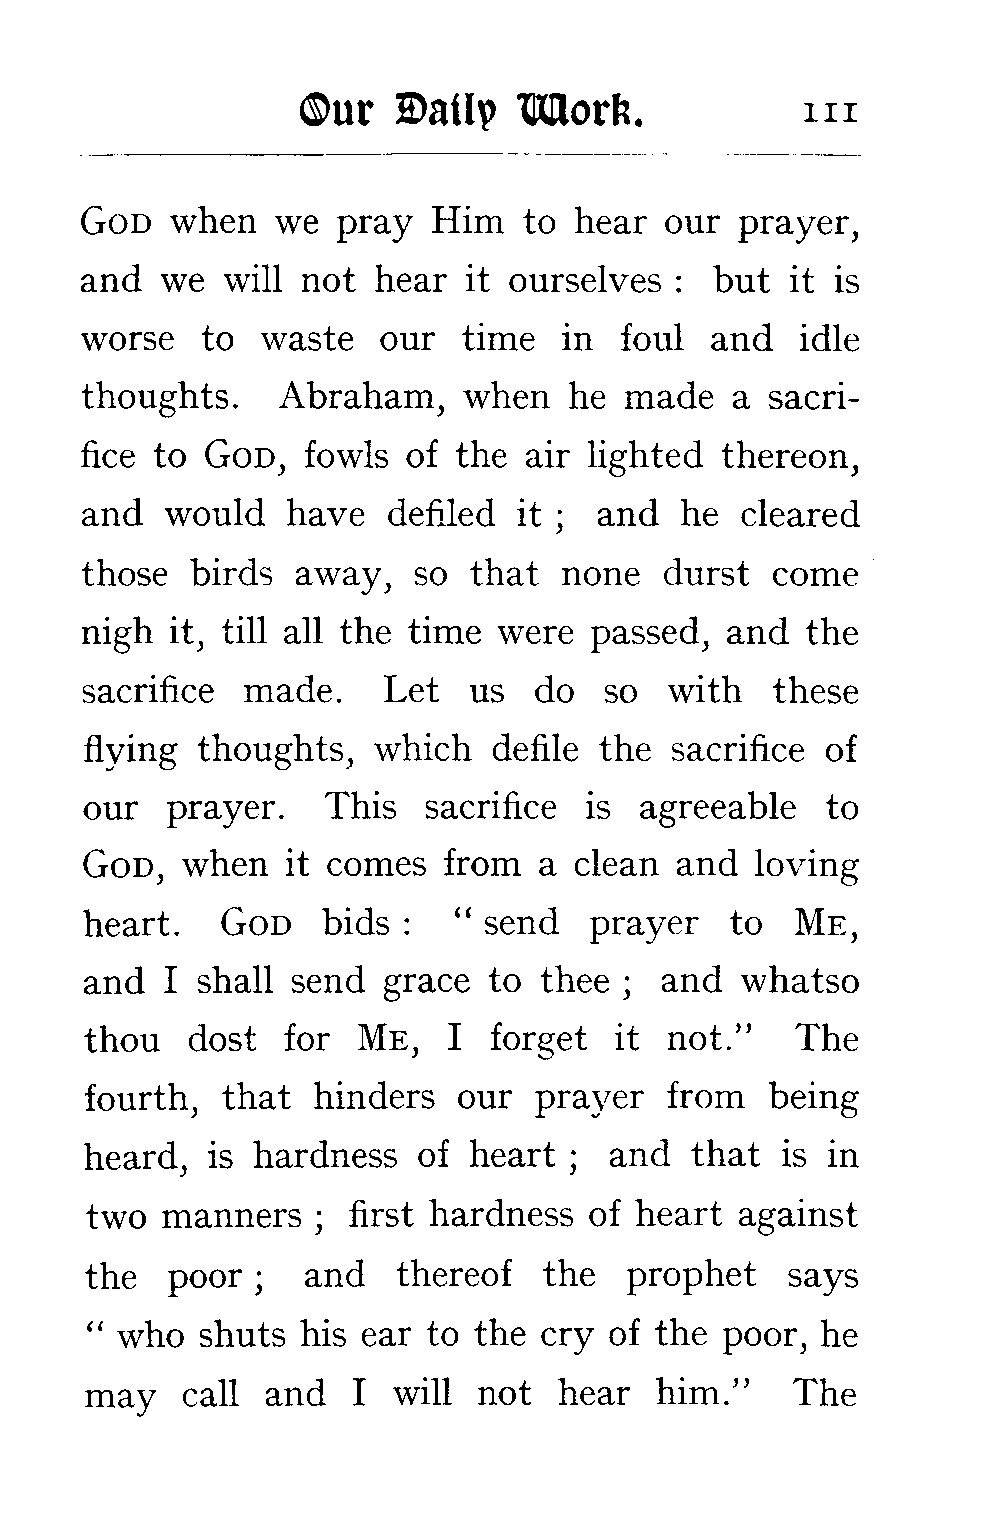 Our Daily Work. 111
GOD when we pray Him to hear our prayer,
and we will not hear it ourselves : but it is
worse to waste our time in foul and idle
thoughts. Abraham, when he made a sacri-
fice to GOD, fowls of the air lighted thereon,
and would have defiled it ; and he cleared
those birds away, so that none durst come
nigh it, till all the time were passed, and the
sacrifice made. Let us do so with these
flying thoughts, which defile the sacrifice of
our prayer. This sacrifice is agreeable to
GOD, when it comes from a clean and loving
heart. GOD bids : “ send prayer to ME,
and I shall send grace to thee ; and whatso
thou dost for ME, I forget it not.” The
fourth, that hinders our prayer from being
heard, is hardness of heart ; and that is in
two manners ; first hardness of heart against
the poor ; and thereof the prophet says
“ who shuts his ear to the cry of the poor, he
may call and I will not hear him.” The